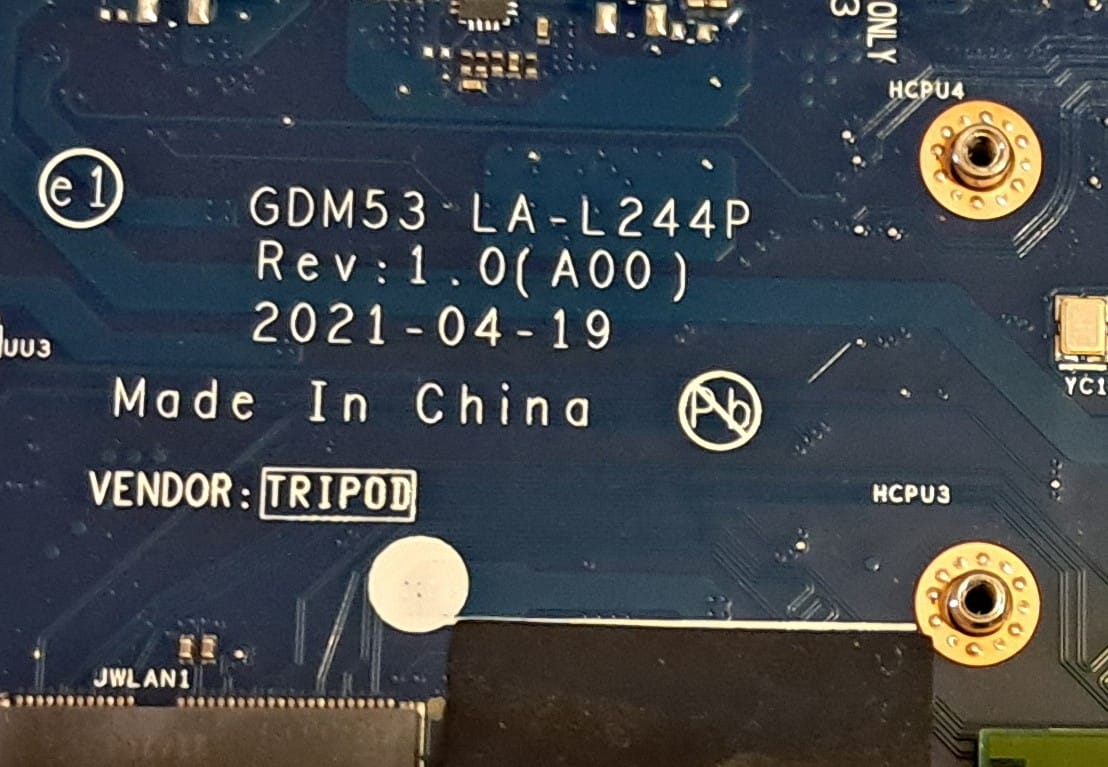 ONLY
3
HCPU4
e1
GDM53 LA-L244P
Rev:1.0(A00)
2021-04-19
UU3
YC1
Made In China
Pb
VENDOR:TRIPOD
HCPU3
JWLAN1